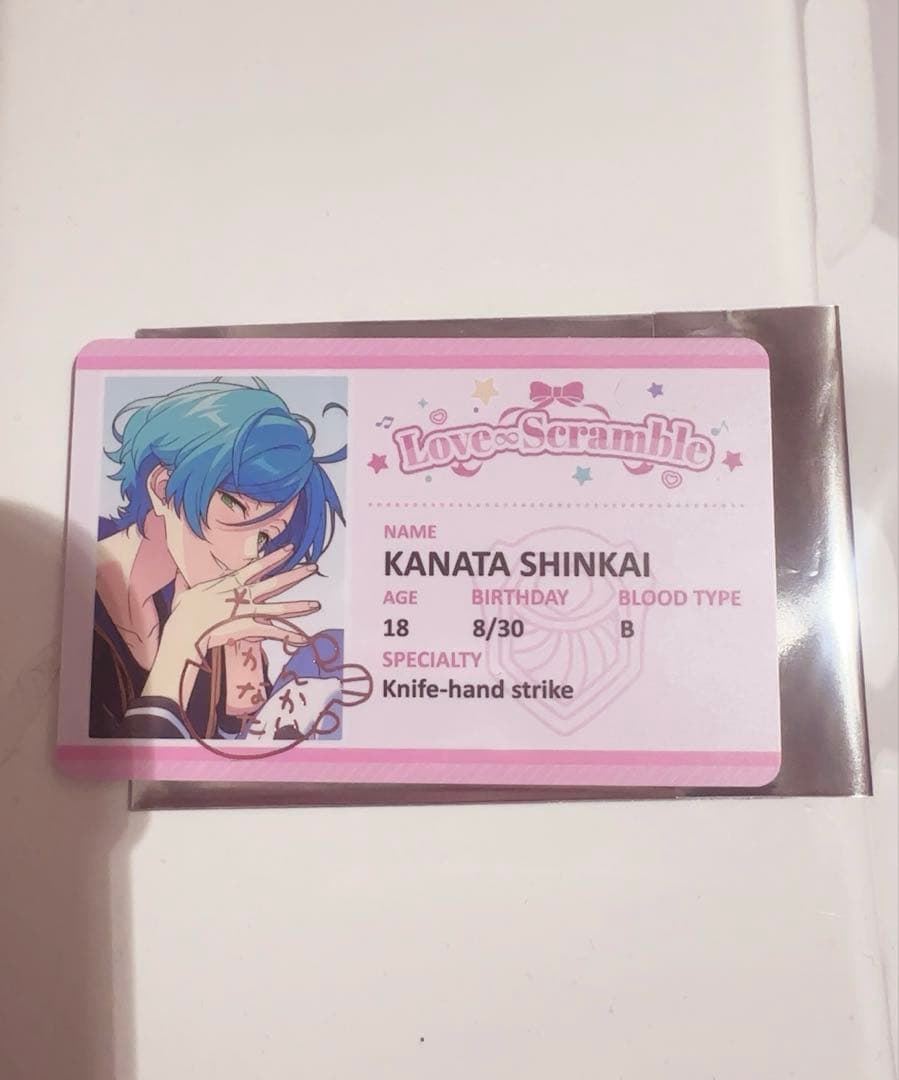 Love∞Scramble
NAME
KANATA SHINKAI
AGE BIRTHDAY BLOOD TYPE
18 8/30 B
SPECIALTY
Knife-hand strike
かなた